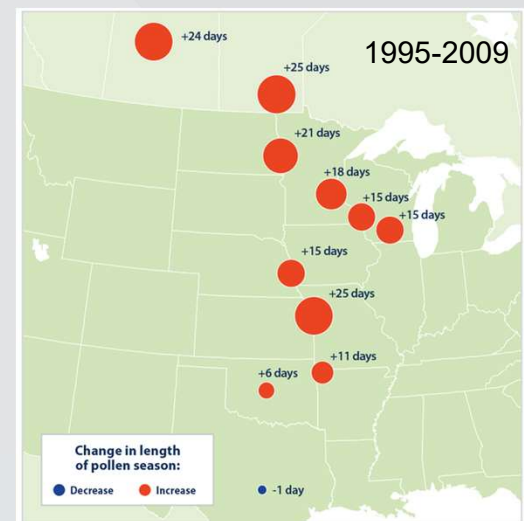 +24 days
1995-2009
+25 days
+21 days
+18 days
+15 days
+15 days
+15 days
+25 days
+11 days
+6 days
Change in length
of pollen season:
Decrease Increase
-1 day